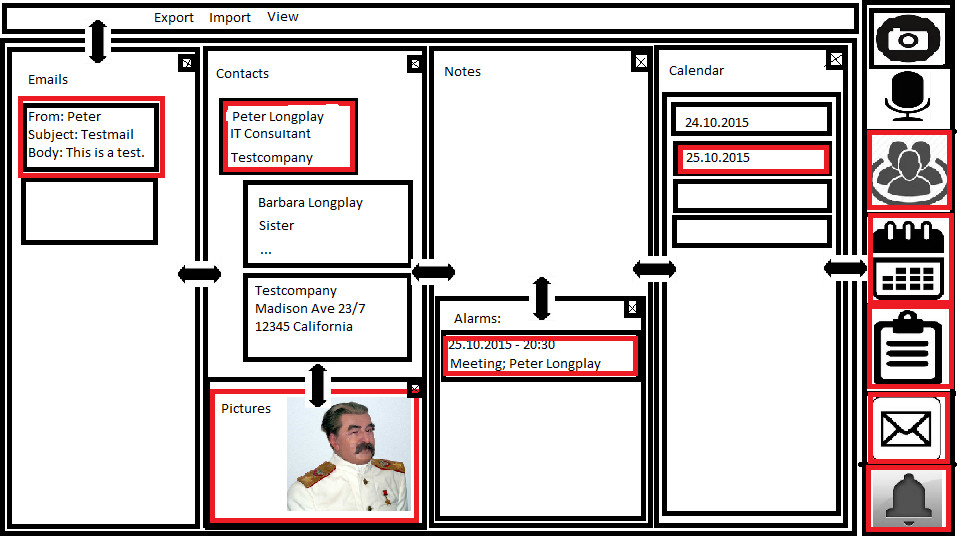 Export Import View
Emails
From: Peter
Subject: Testmail
Body: This is a test.
Contacts
Peter Longplay
IT Consultant
Testcompany
Barbara Longplay
Sister
...
Testcompany
Madison Ave 23/7
12345 California
Pictures
Notes
Alarms:
25.10.2015 - 20:30
Meeting; Peter Longplay
Calendar
24.10.2015
25.10.2015